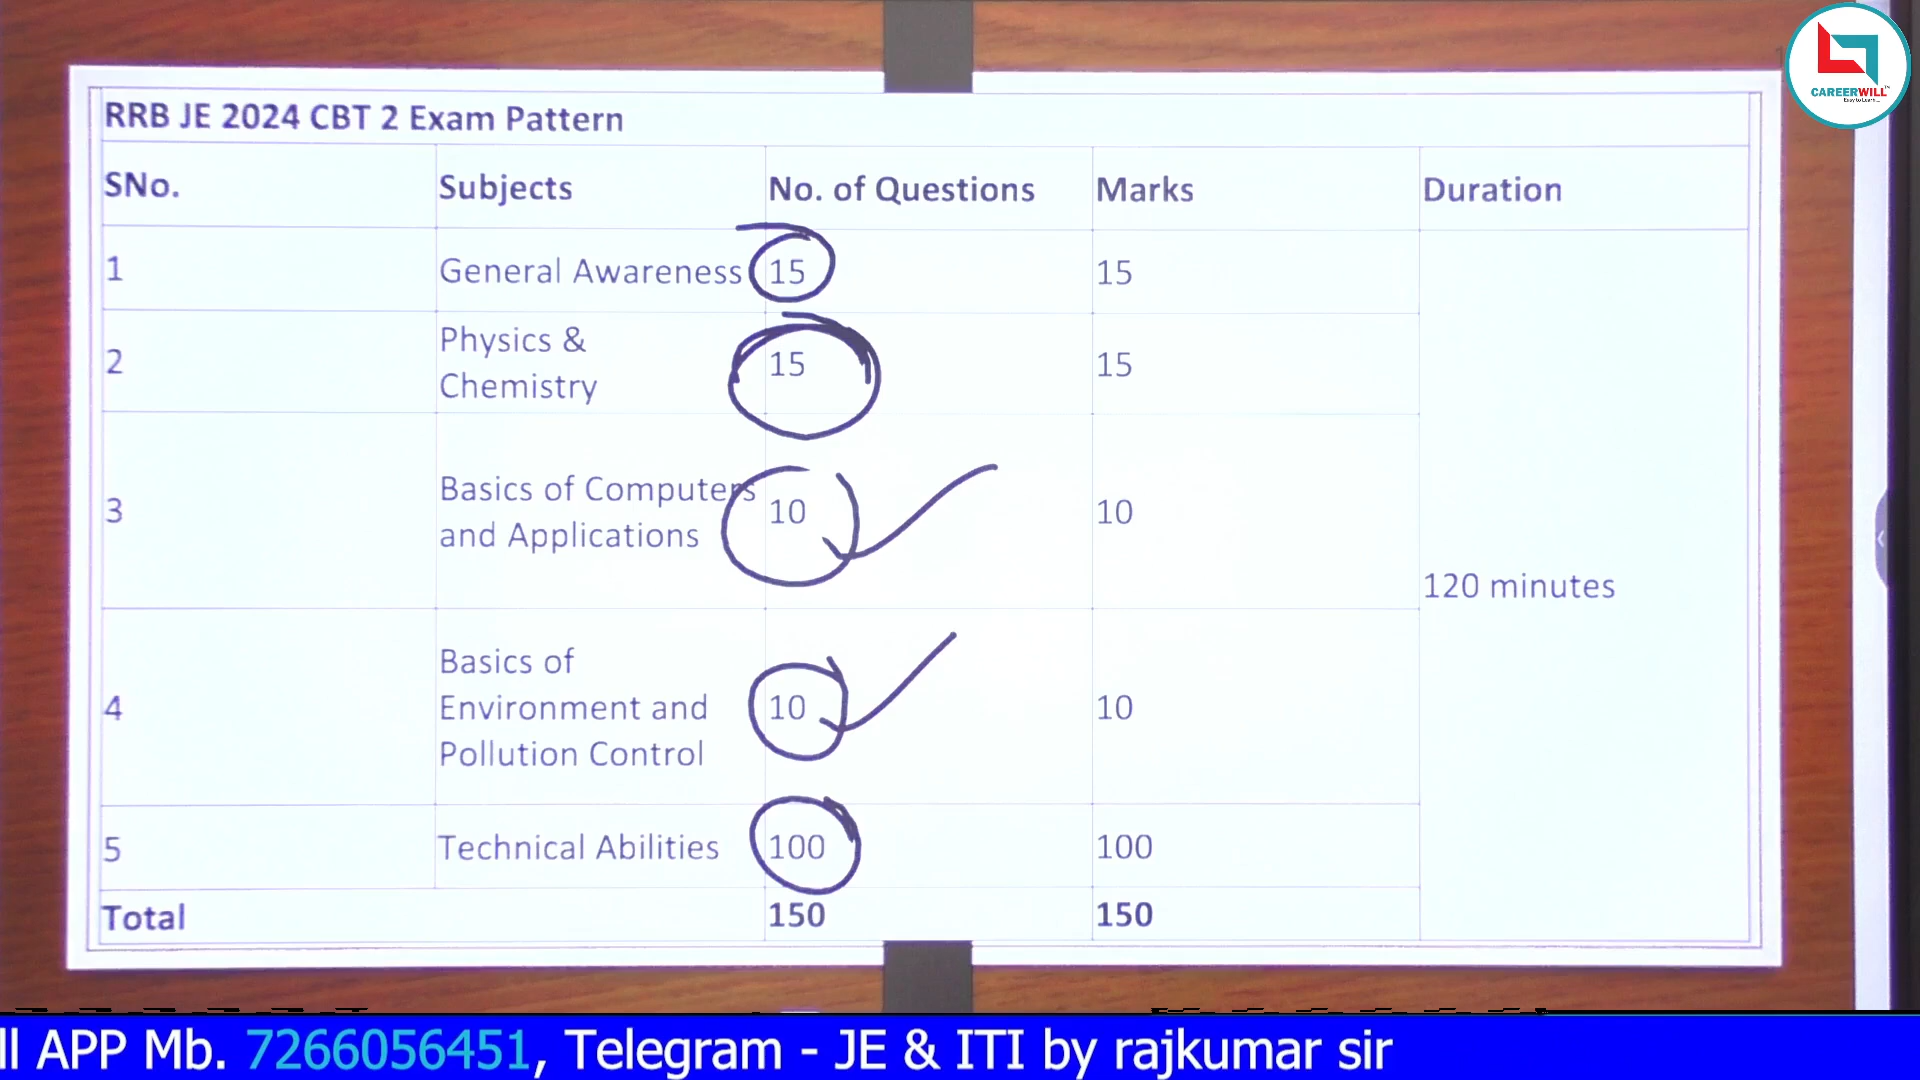 CAREERWILL
RRB JE 2024 CBT 2 Exam Pattern
SNo. Subjects No. of Questions Marks Duration
1 General Awareness 15 15
2 Physics & Chemistry 15 15
3 Basics of Computers and Applications 10 10
120 minutes
4 Basics of Environment and Pollution Control 10 10
5 Technical Abilities 100 100
Total 150 150
ll APP Mb. 7266056451, Telegram - JE & ITI by rajkumar sir